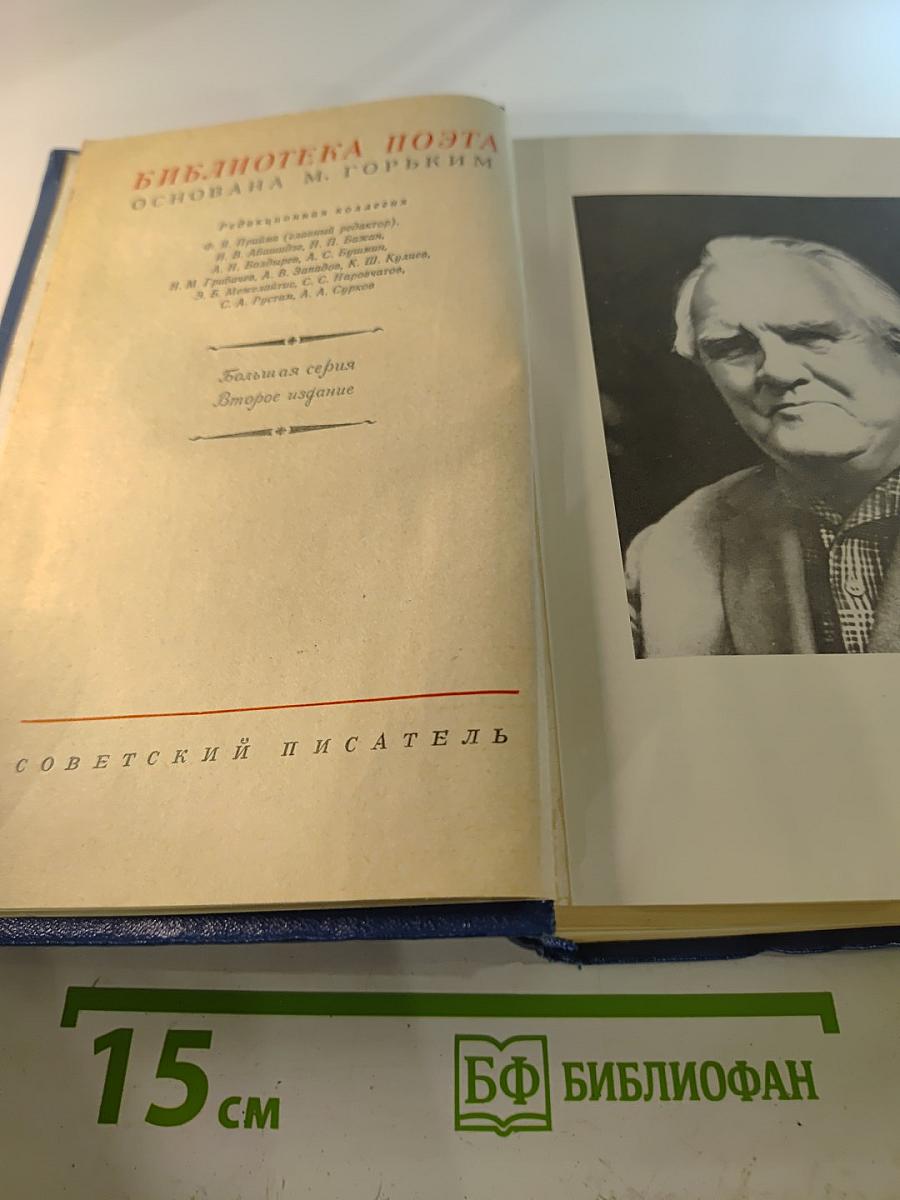 БИБЛИОТЕКА ПОЭТА
ОСНОВАНА М. ГОРЬКИМ
Редакционная коллегия
Ф. Я. Прийма (главный редактор),
И. В. Абашидзе, Н. П. Бажан,
А. Н. Болдырев, А. С. Бушмин,
Н. М. Грибачев, А. В. Западов, К. Ш. Кулиев,
Э. Б. Межелайтис, С. С. Наровчатов,
С. А. Рустам, А. А. Сурков
Большая серия
Второе издание
СОВЕТСКИЙ ПИСАТЕЛЬ
15 см
БФ БИБЛИОФАН